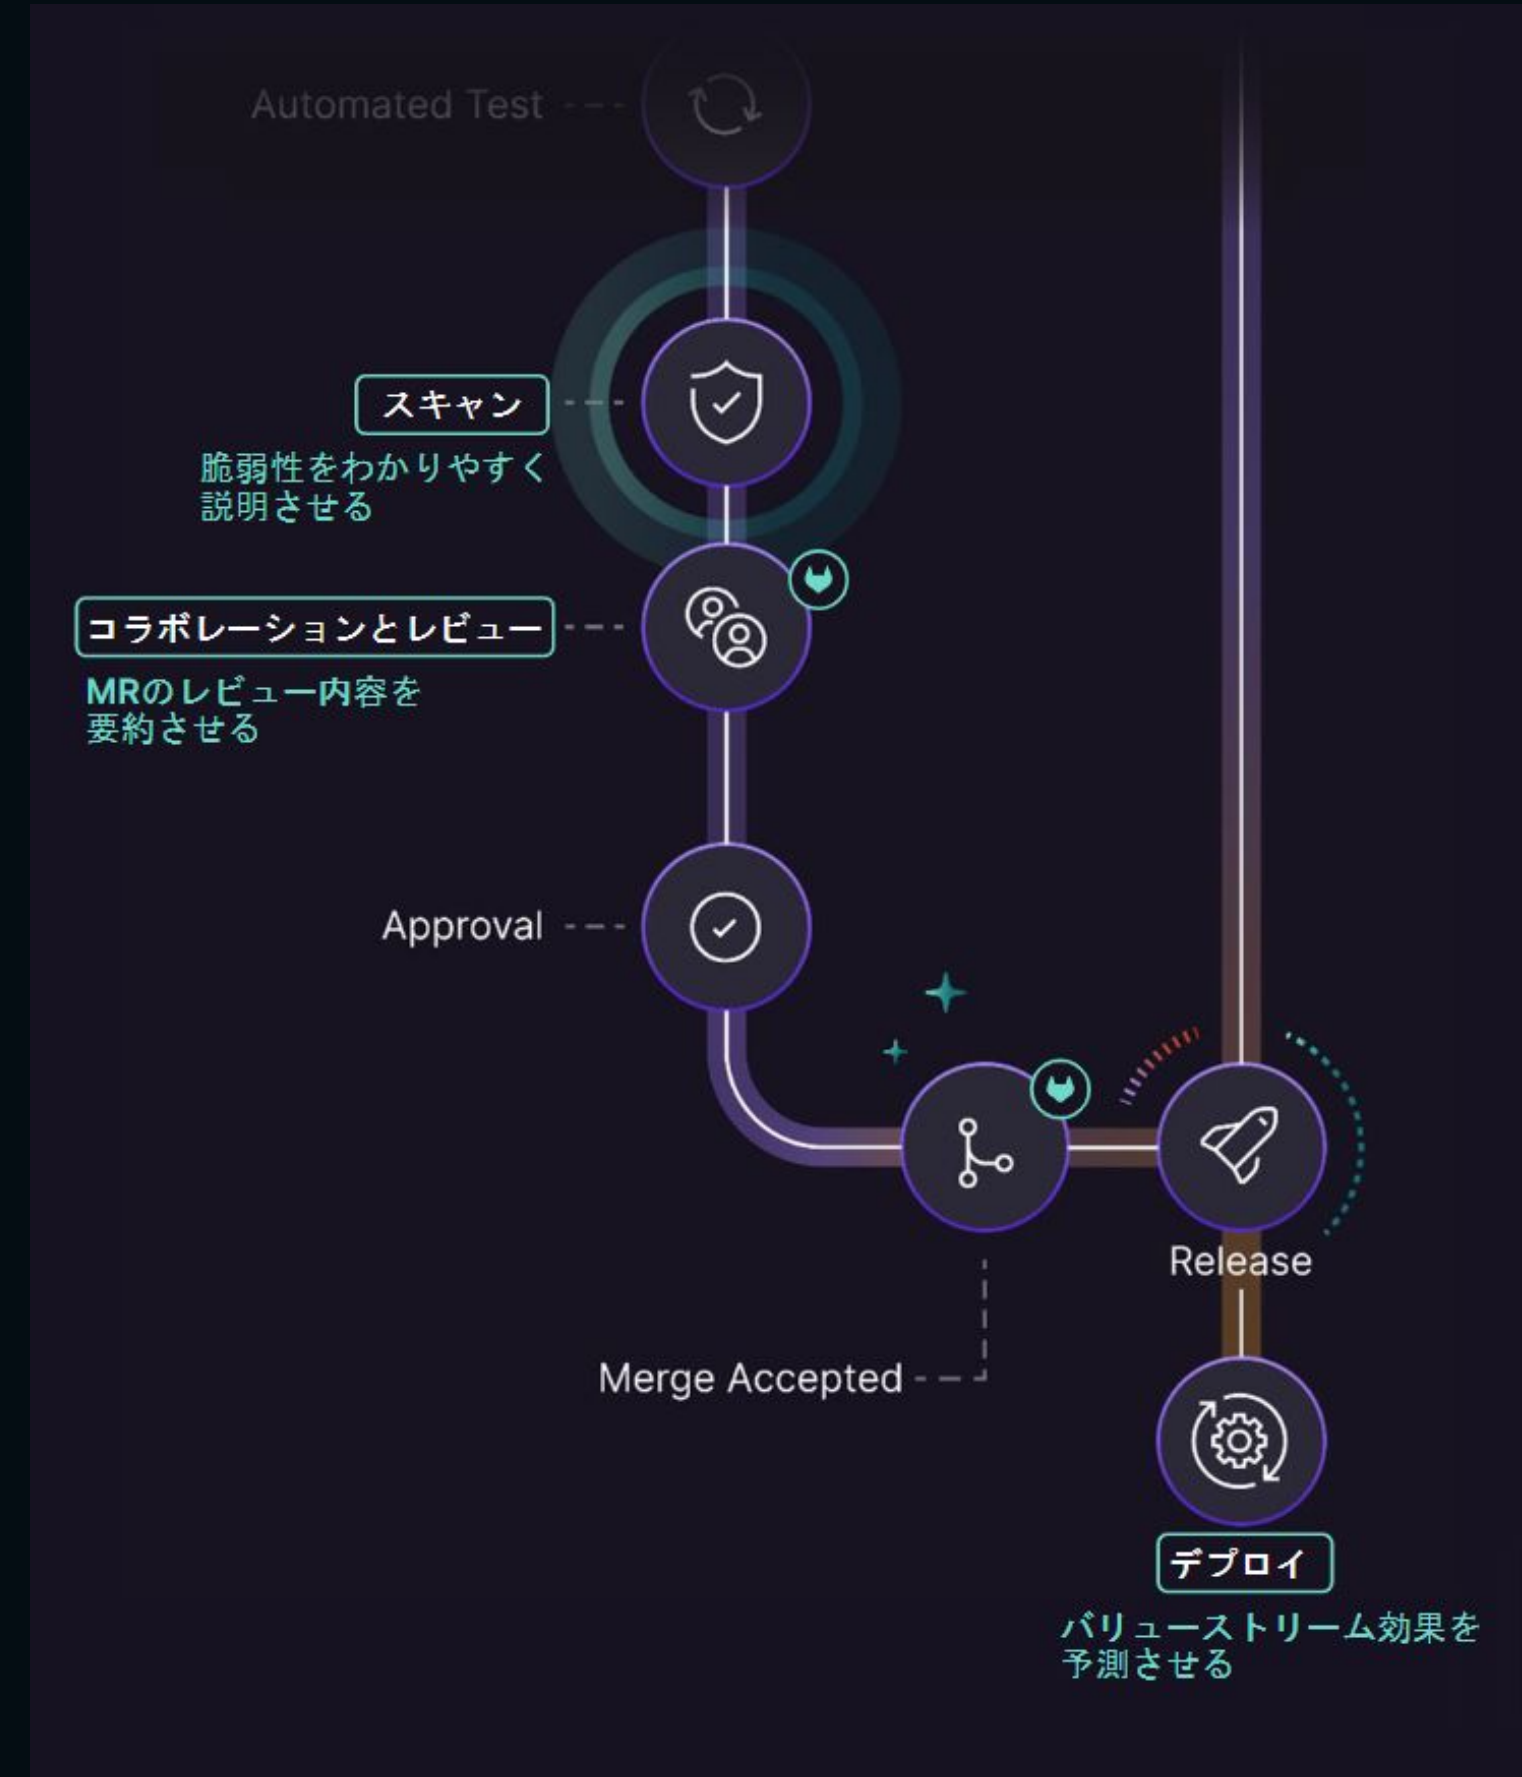 Automated Test
スキャン
脆弱性をわかりやすく
説明させる
コラボレーションとレビュー
MRのレビュー内容を
要約させる
Approval
Release
Merge Accepted
デプロイ
バリューストリーム効果を
予測させる